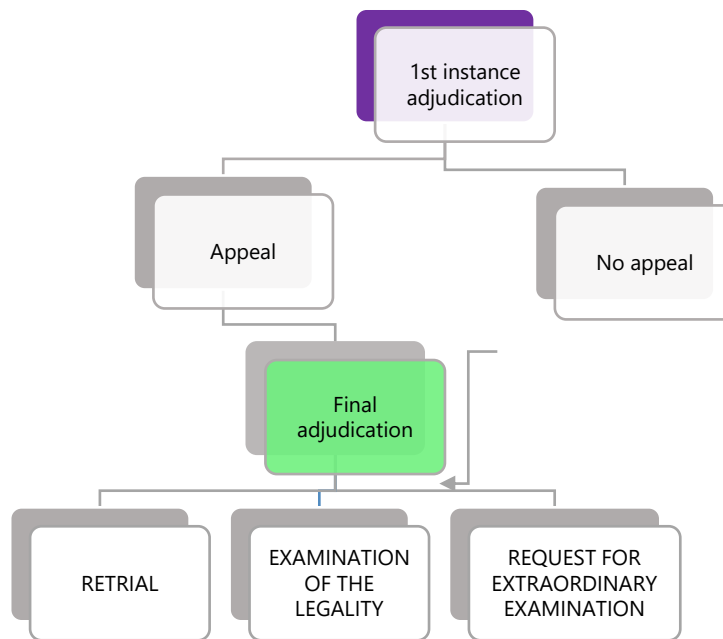 1st instance
adjudication
Appeal
No appeal
Final
adjudication
RETRIAL
EXAMINATION
OF THE
LEGALITY
REQUEST FOR
EXTRAORDINARY
EXAMINATION